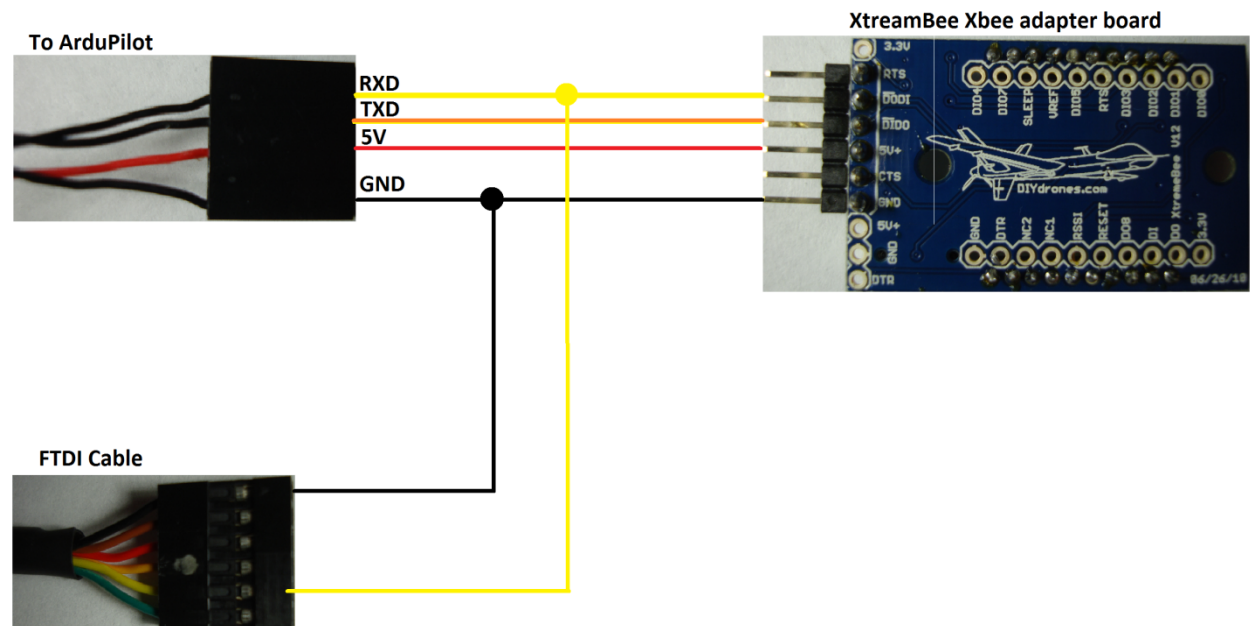 XtreamBee Xbee adapter board
To ArduPilot
RXD
TXD
5V
GND
3.3V
RTS
DODI
DIDO
5V+
CTS
GND
5V+
GND
DTR
DIO4
DIO7
SLEEP
VREF
DIO5
RTS
DIO3
DIO2
DIO1
DIO0
DIYdrones.com
XtreameBee V12
GND
DTR
NC2
NC1
RSSI
RESET
DO8
DI
DO
3.3V
06/26/10
FTDI Cable